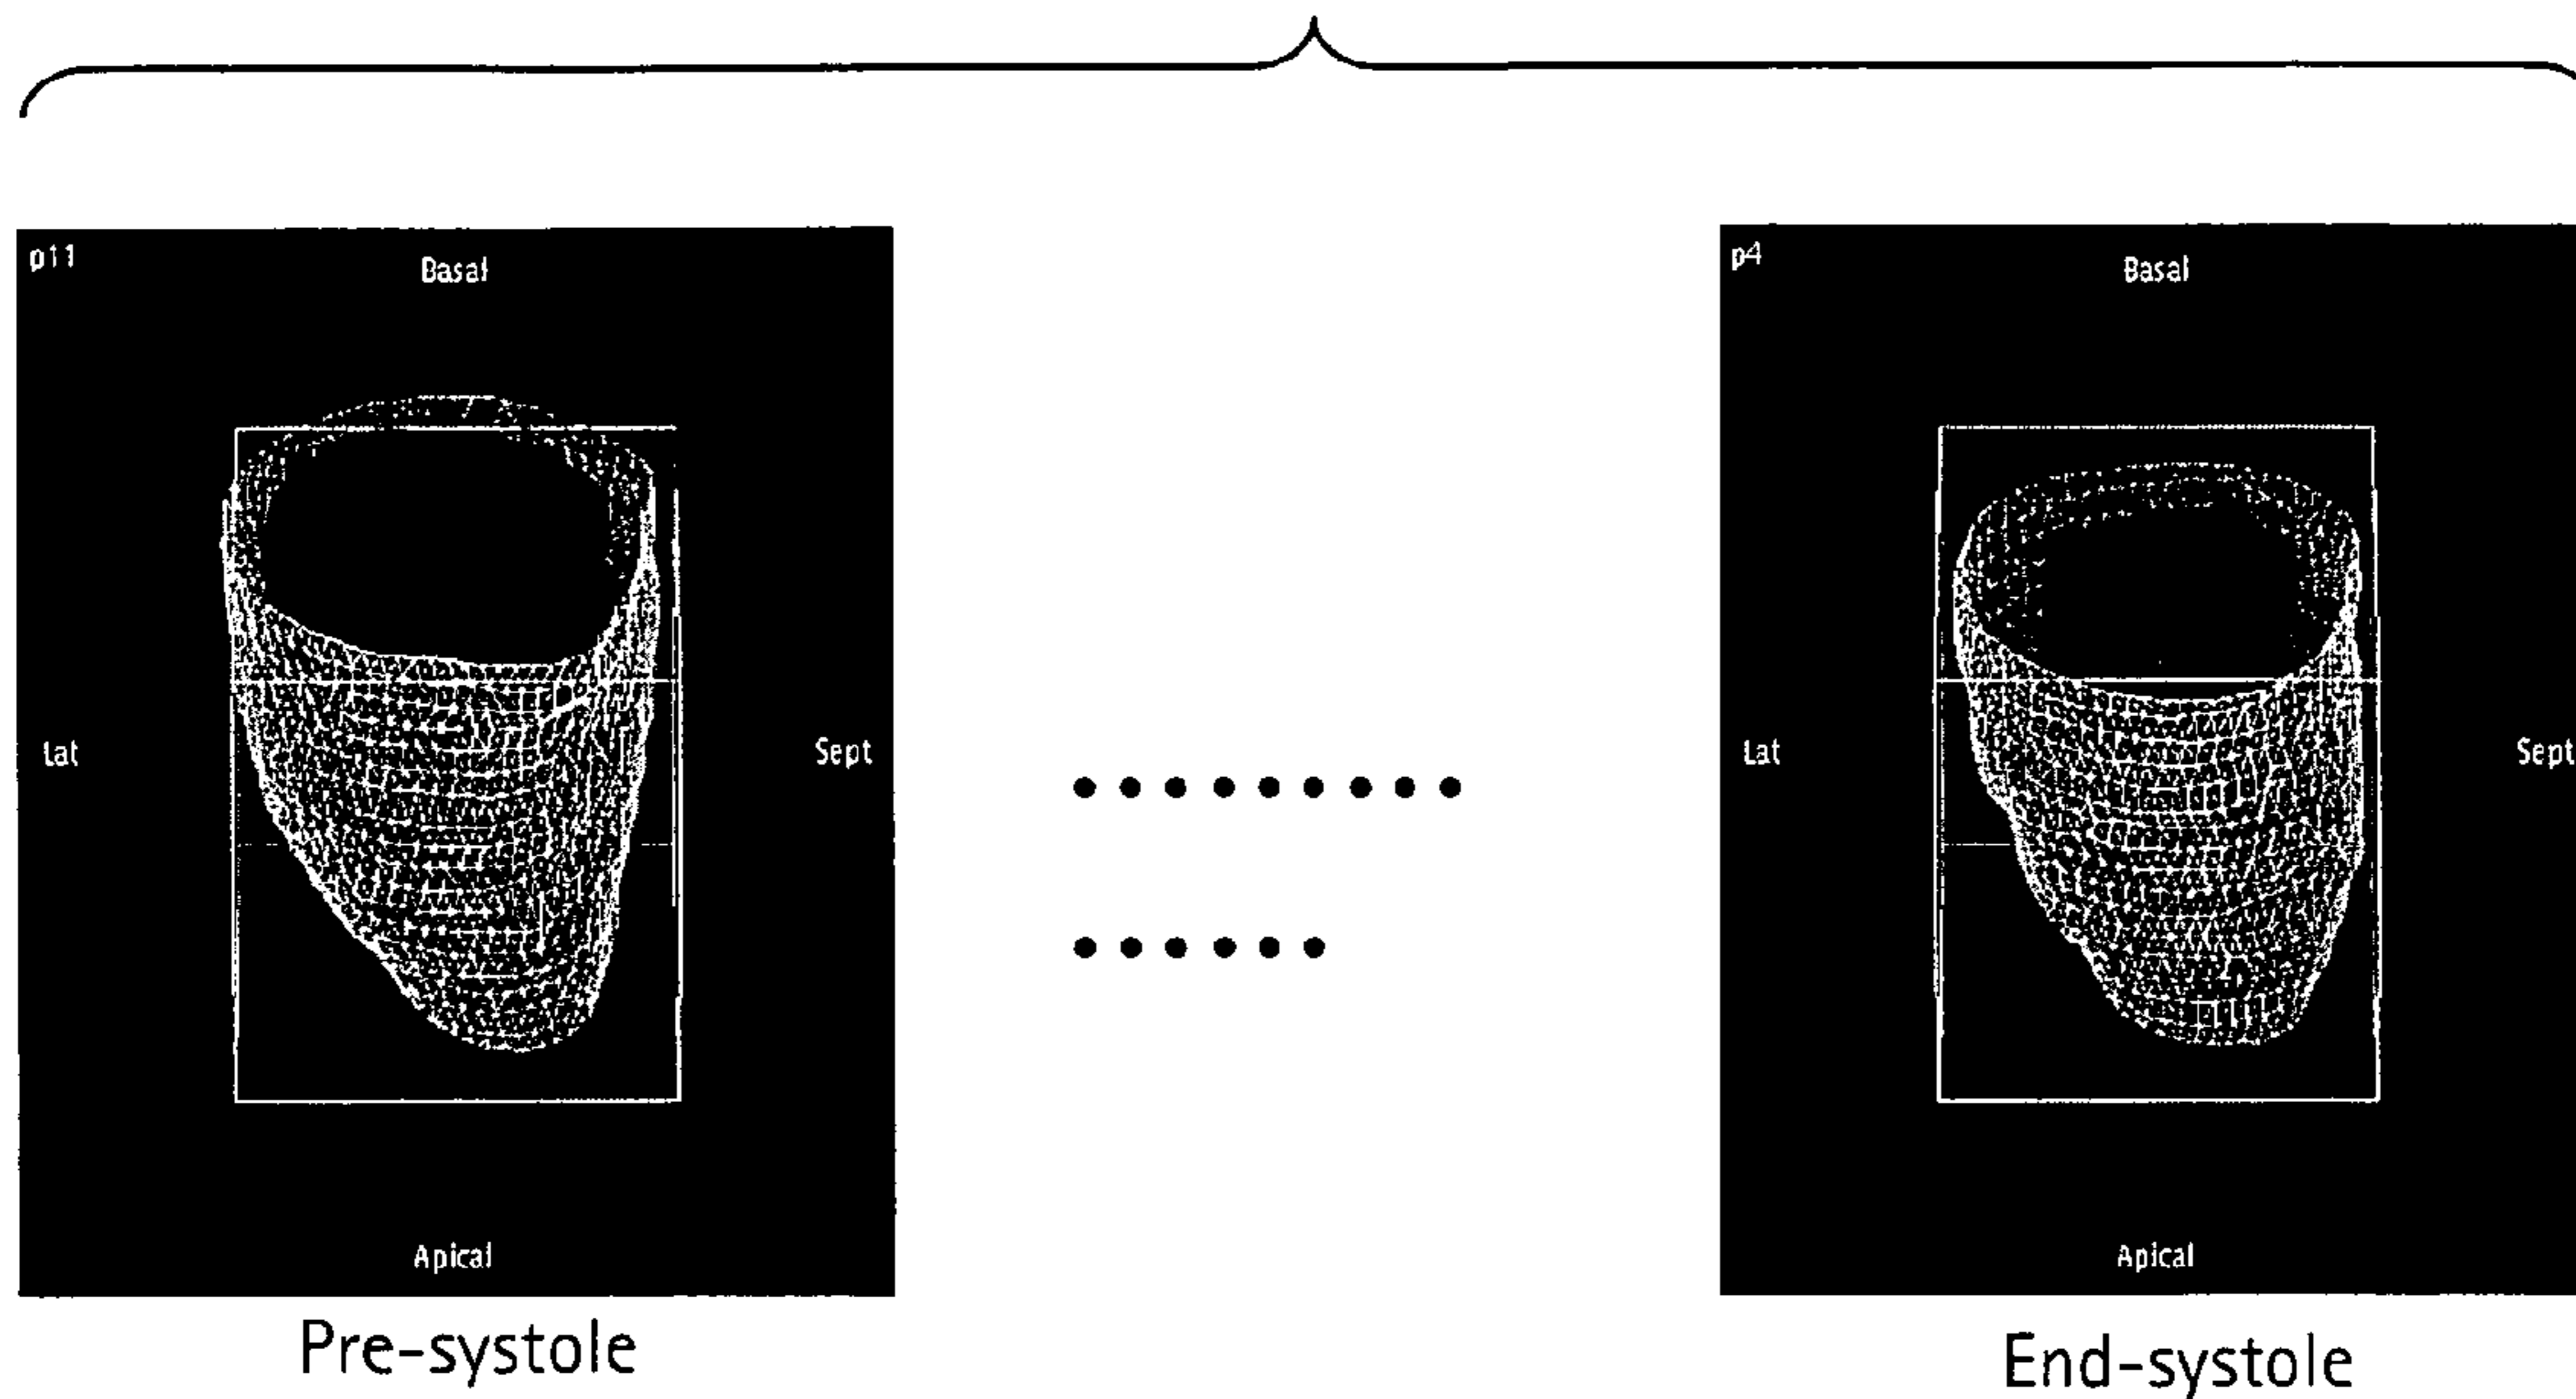 p11
Basal
Lat
Sept
Apical
Pre-systole
p4
Basal
Lat
Sept
Apical
End-systole